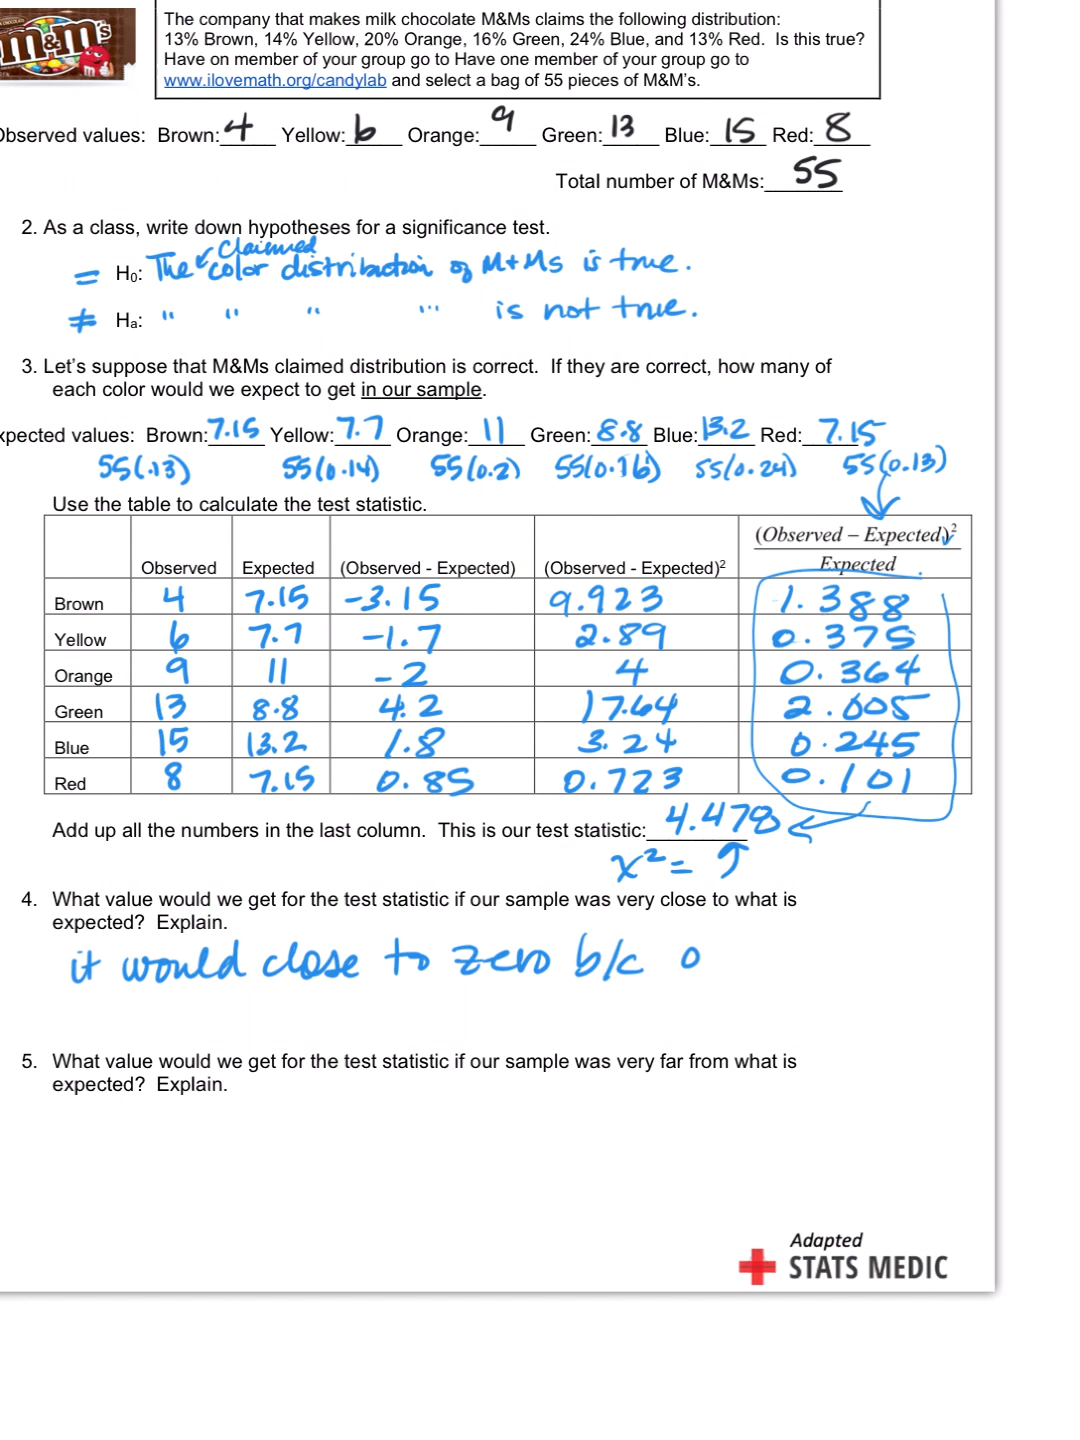 m&m's
The company that makes milk chocolate M&Ms claims the following distribution:
13% Brown, 14% Yellow, 20% Orange, 16% Green, 24% Blue, and 13% Red. Is this true?
Have on member of your group go to Have one member of your group go to
www.ilovemath.org/candylab and select a bag of 55 pieces of M&M's.
Observed values: Brown: 4 Yellow: 6 Orange: 9 Green: 13 Blue: 15 Red: 8
Total number of M&Ms: 55
2. As a class, write down hypotheses for a significance test.
claimed
= H₀: The color distribution of M+Ms is true.
≠ Hₐ: " " " ... is not true.
3. Let's suppose that M&Ms claimed distribution is correct. If they are correct, how many of
each color would we expect to get in our sample.
xpected values: Brown: 7.15 Yellow: 7.7 Orange: 11 Green: 8.8 Blue: 13.2 Red: 7.15
55(.13) 55(0.14) 55(0.2) 55(0.16) 55(0.24) 55(0.13)
Use the table to calculate the test statistic.
Observed Expected (Observed - Expected) (Observed - Expected)² (Observed – Expected)² / Expected
Brown 4 7.15 -3.15 9.923 1.388
Yellow 6 7.7 -1.7 2.89 0.375
Orange 9 11 -2 4 0.364
Green 13 8.8 4.2 17.64 2.005
Blue 15 13.2 1.8 3.24 0.245
Red 8 7.15 0.85 0.723 0.101
Add up all the numbers in the last column. This is our test statistic: 4.478
x² =
4. What value would we get for the test statistic if our sample was very close to what is
expected? Explain.
it would close to zero b/c o
5. What value would we get for the test statistic if our sample was very far from what is
expected? Explain.
Adapted
STATS MEDIC